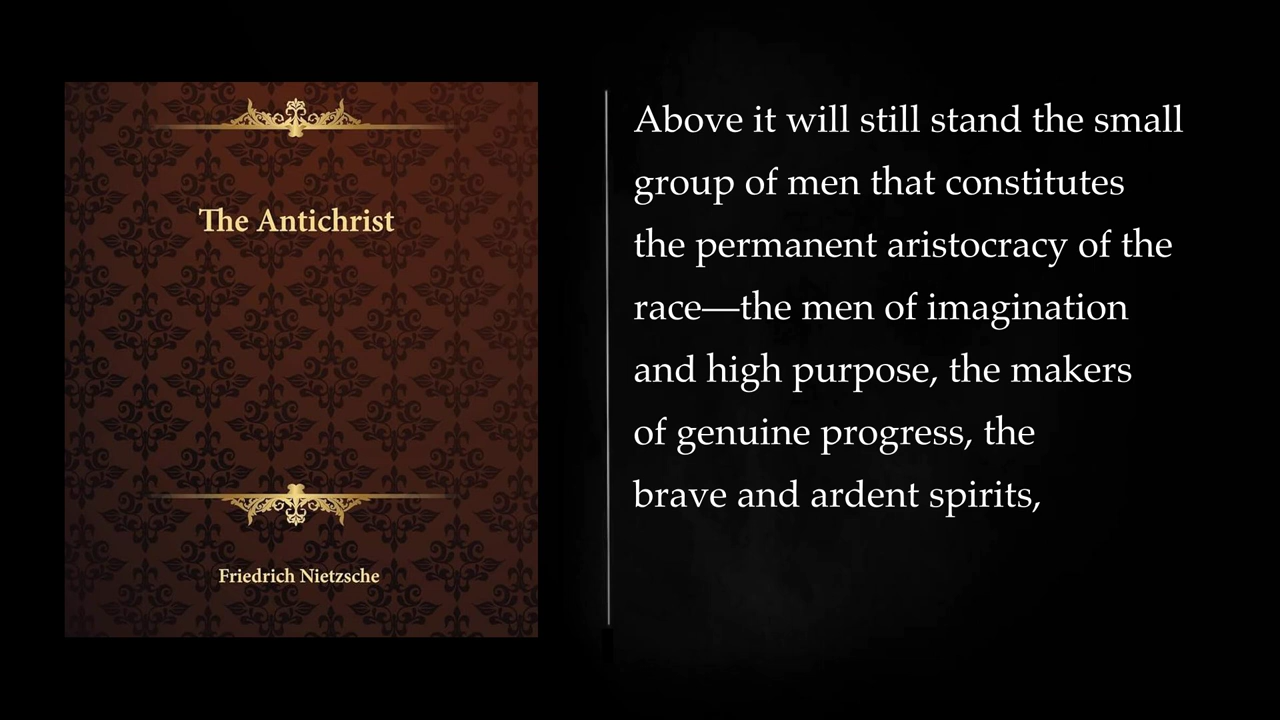 The Antichrist
Friedrich Nietzsche
Above it will still stand the small
group of men that constitutes
the permanent aristocracy of the
race—the men of imagination
and high purpose, the makers
of genuine progress, the
brave and ardent spirits,